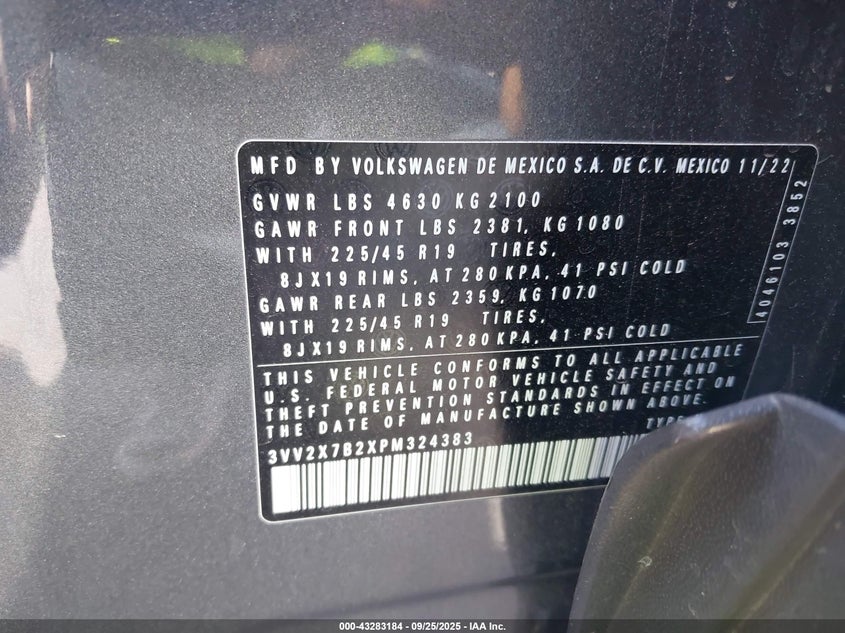 MFD BY VOLKSWAGEN DE MEXICO S.A. DE C.V. MEXICO 11/22
GVWR LBS 4630 KG 2100
GAWR FRONT LBS 2381, KG 1080
WITH 225/45 R19 TIRES,
8JX19 RIMS, AT 280 KPA, 41 PSI COLD
GAWR REAR LBS 2359, KG 1070
WITH 225/45 R19 TIRES,
8JX19 RIMS, AT 280 KPA, 41 PSI COLD
4046103 3852
THIS VEHICLE CONFORMS TO ALL APPLICABLE
U.S. FEDERAL MOTOR VEHICLE SAFETY AND
THEFT PREVENTION STANDARDS IN EFFECT ON
THE DATE OF MANUFACTURE SHOWN ABOVE.
TYPE
3VV2X7B2XPM324383
000-43283184 - 09/25/2025 - IAA Inc.